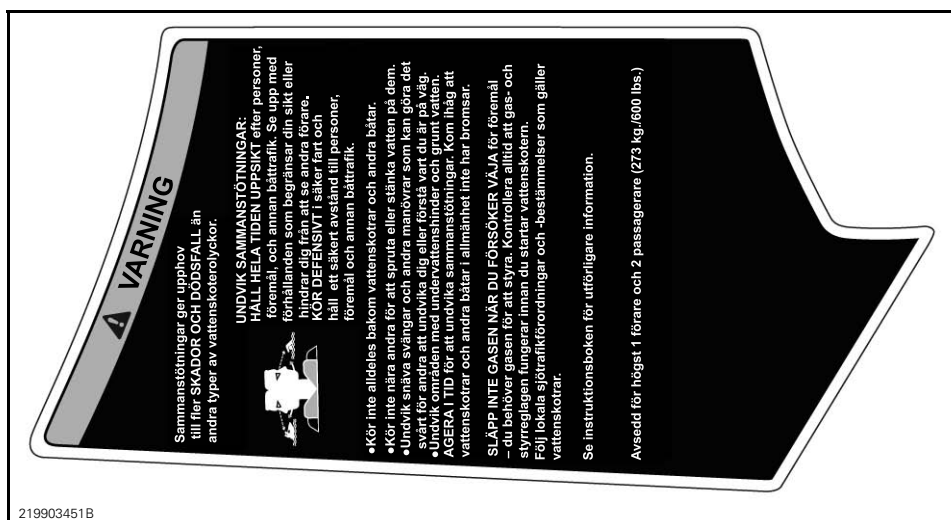 VARNING
Sammanstötningar ger upphov
till fler SKADOR OCH DÖDSFALL än
andra typer av vattenskoterolyckor.
UNDVIK SAMMANSTÖTNINGAR:
HÅLL HELA TIDEN UPPSIKT efter personer,
föremål, och annan båttrafik. Se upp med
förhållanden som begränsar din sikt eller
hindrar dig från att se andra förare.
KÖR DEFENSIVT i säker fart och
håll ett säkert avstånd till personer,
föremål och annan båttrafik.
•Kör inte alldeles bakom vattenskotrar och andra båtar.
•Kör inte nära andra för att spruta eller stänka vatten på dem.
•Undvik snäva svängar och andra manövrar som kan göra det
svårt för andra att undvika dig eller förstå vart du är på väg.
•Undvik områden med undervattenshinder och grunt vatten.
AGERA I TID för att undvika sammanstötningar. Kom ihåg att
vattenskotrar och andra båtar i allmänhet inte har bromsar.
SLÄPP INTE GASEN NÄR DU FÖRSÖKER VÄJA för föremål
– du behöver gasen för att styra. Kontrollera alltid att gas- och
styrreglagen fungerar innan du startar vattenskotern.
Följ lokala sjötrafikförordningar och -bestämmelser som gäller
vattenskotrar.
Se instruktionsboken för utförligare information.
Avsedd för högst 1 förare och 2 passagerare (273 kg./600 lbs.)
219903451B